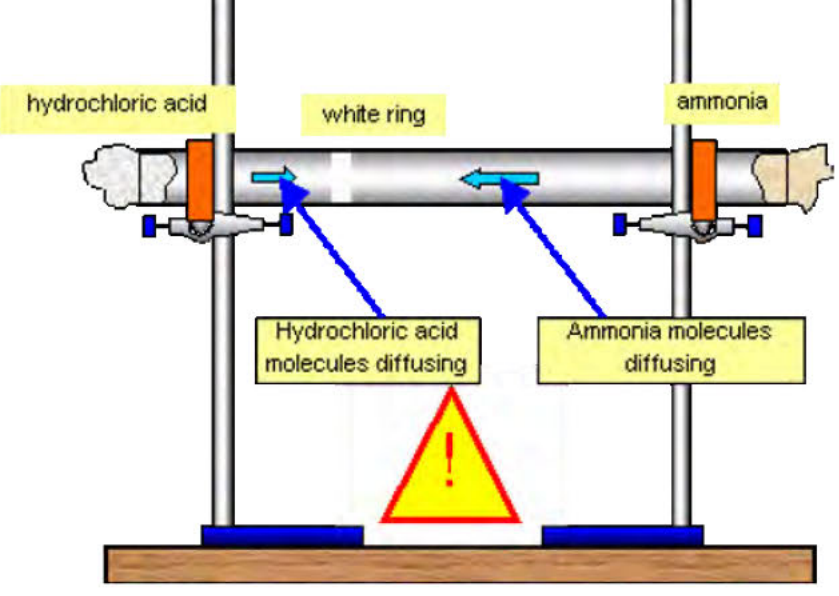 hydrochloric acid
white ring
ammonia
Hydrochloric acid
molecules diffusing
Ammonia molecules
diffusing
!